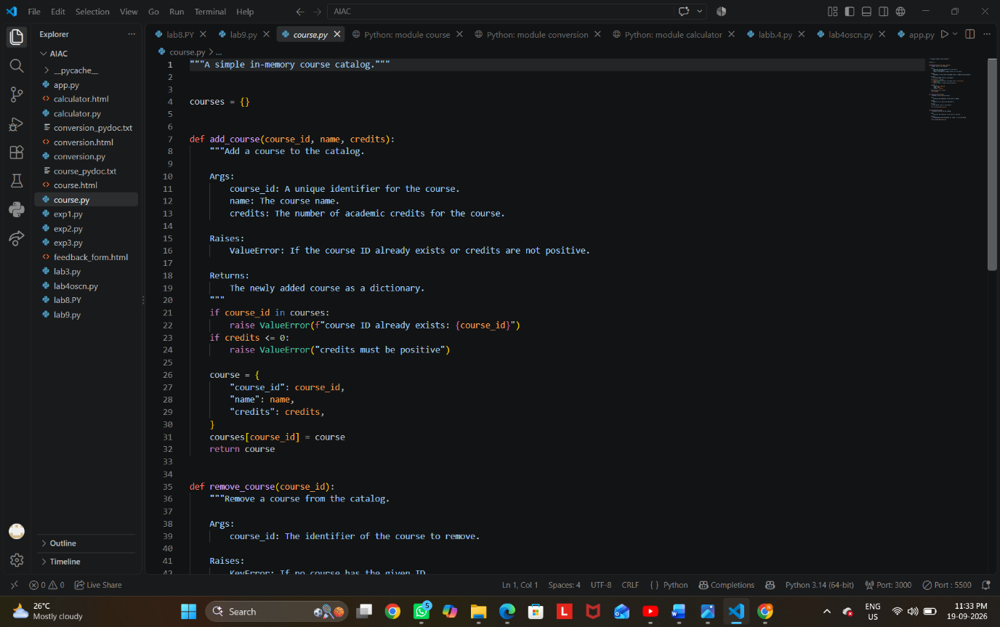 File Edit Selection View Go Run Terminal Help
AIAC
Explorer
AIAC
__pycache__
app.py
calculator.html
calculator.py
conversion_pydoc.txt
conversion.html
conversion.py
course_pydoc.txt
course.html
course.py
exp1.py
exp2.py
exp3.py
feedback_form.html
lab3.py
lab4oscn.py
lab8.PY
lab9.py
Outline
Timeline
lab8.PY lab9.py course.py Python: module course Python: module conversion Python: module calculator labb.4.py lab4oscn.py app.py
course.py > ...
1 """A simple in-memory course catalog."""
2
3
4 courses = {}
5
6
7 def add_course(course_id, name, credits):
8 """Add a course to the catalog.
9
10 Args:
11 course_id: A unique identifier for the course.
12 name: The course name.
13 credits: The number of academic credits for the course.
14
15 Raises:
16 ValueError: If the course ID already exists or credits are not positive.
17
18 Returns:
19 The newly added course as a dictionary.
20 """
21 if course_id in courses:
22 raise ValueError(f"course ID already exists: {course_id}")
23 if credits <= 0:
24 raise ValueError("credits must be positive")
25
26 course = {
27 "course_id": course_id,
28 "name": name,
29 "credits": credits,
30 }
31 courses[course_id] = course
32 return course
33
34
35 def remove_course(course_id):
36 """Remove a course from the catalog.
37
38 Args:
39 course_id: The identifier of the course to remove.
40
41 Raises:
42 KeyError: If no course has the given ID
0 0 Live Share
Ln 1, Col 1 Spaces: 4 UTF-8 CRLF { } Python Completions Python 3.14 (64-bit) Port: 3000 Port : 5500
26°C
Mostly cloudy
Search
5
L
ENG
US
11:33 PM
19-09-2026